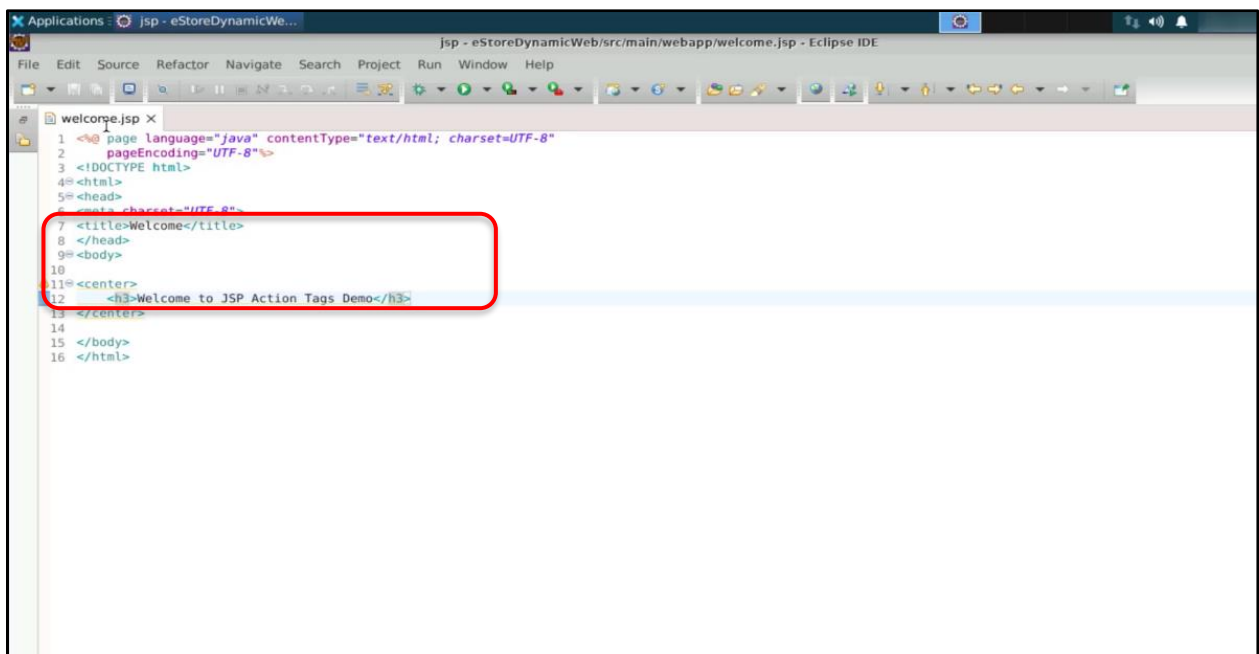 Applications jsp - eStoreDynamicWe...
jsp - eStoreDynamicWeb/src/main/webapp/welcome.jsp - Eclipse IDE
File Edit Source Refactor Navigate Search Project Run Window Help
welcome.jsp
1 <%@ page language="java" contentType="text/html; charset=UTF-8"
2 pageEncoding="UTF-8"%>
3 <!DOCTYPE html>
4 <html>
5 <head>
6 <meta charset="UTF-8">
7 <title>Welcome</title>
8 </head>
9 <body>
10
11 <center>
12 <h3>Welcome to JSP Action Tags Demo</h3>
13 </center>
14
15 </body>
16 </html>